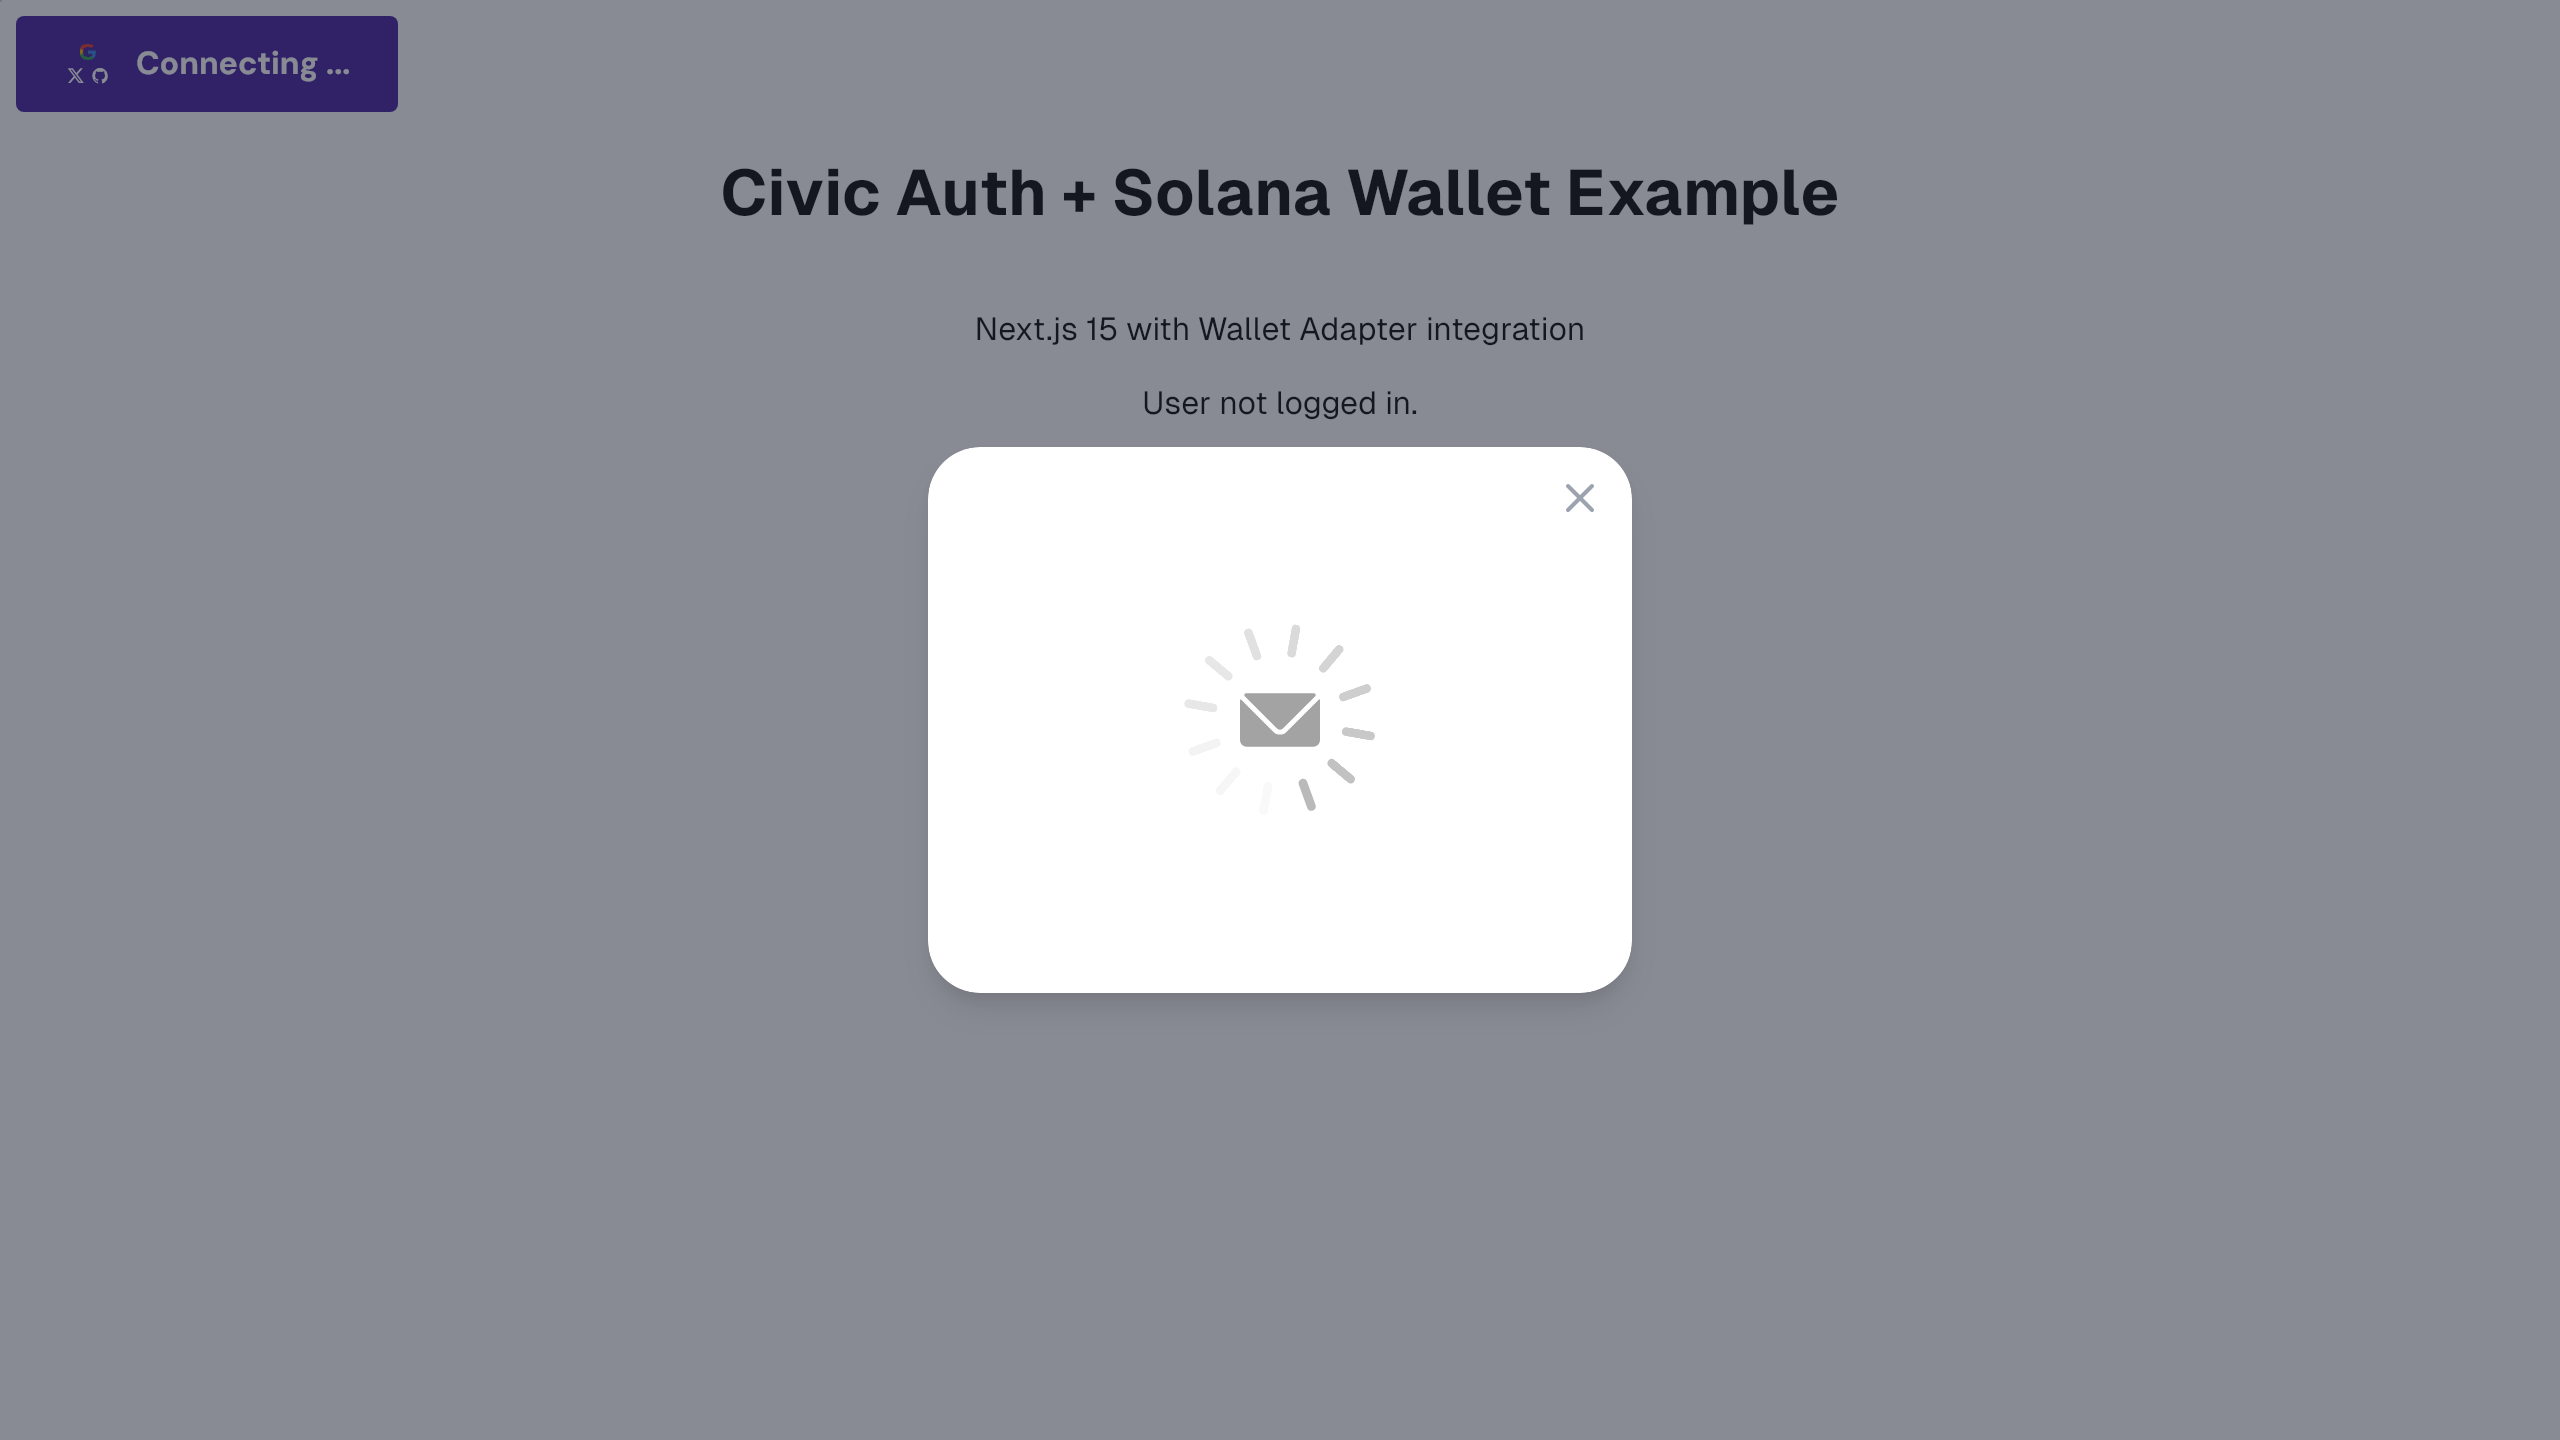 Connecting ...
Civic Auth + Solana Wallet Example
Next.js 15 with Wallet Adapter integration
User not logged in.